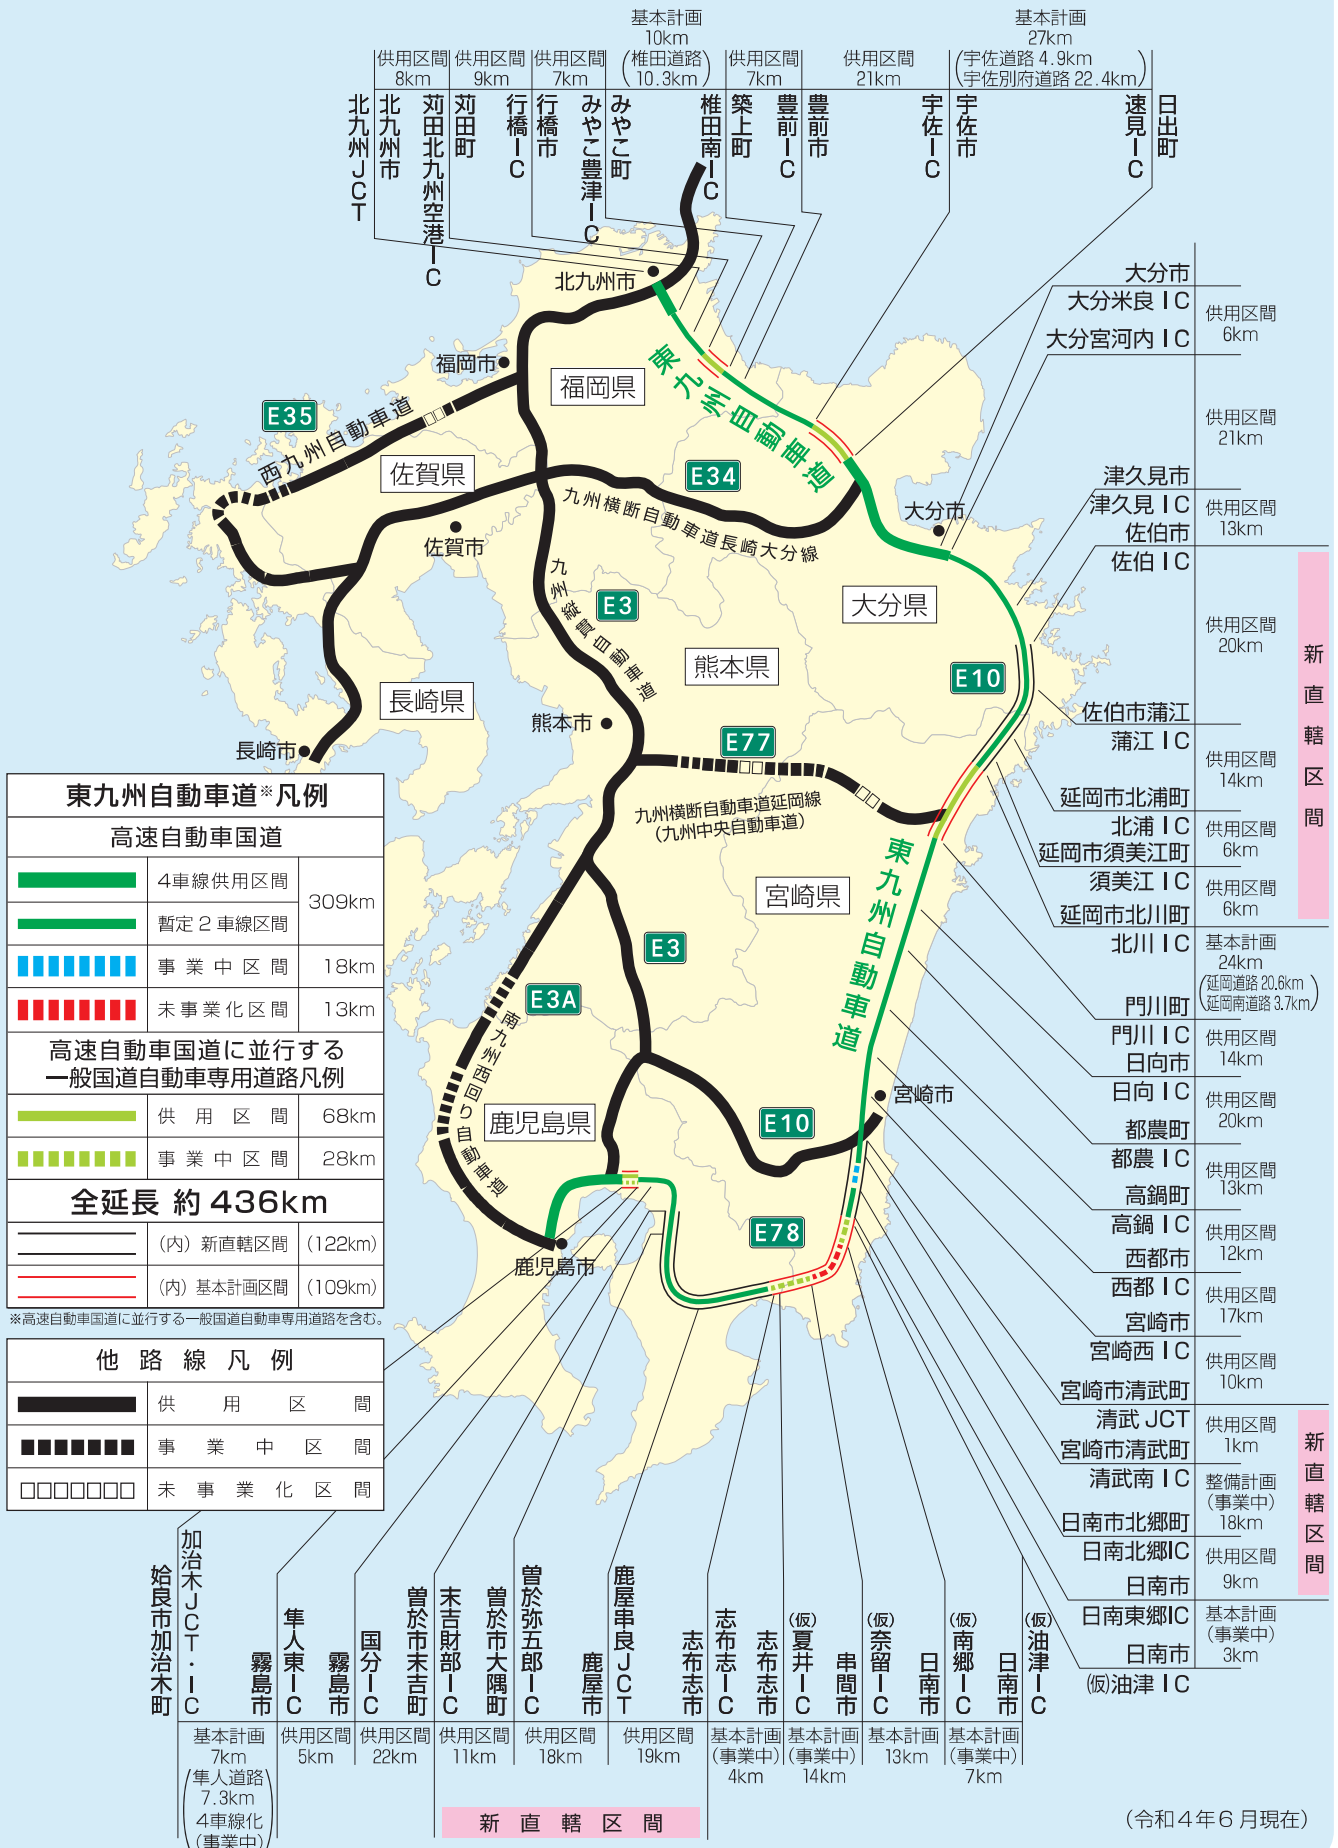 基本計画
10km
(椎田道路
10.3km)
基本計画
27km
(宇佐道路 4.9km
宇佐別府道路 22.4km)
供用区間
8km
供用区間
9km
供用区間
7km
供用区間
7km
供用区間
21km
北九州JCT
北九州市
苅田北九州空港IC
苅田町
行橋IC
行橋市
みやこ豊津IC
みやこ町
椎田南IC
築上町
豊前IC
豊前市
宇佐IC
宇佐市
速見IC
日出町
北九州市
福岡市
福岡県
東九州自動車道
E35
西九州自動車道
佐賀県
佐賀市
E34
九州横断自動車道長崎大分線
大分市
大分県
九州縦貫自動車道
E3
熊本県
熊本市
長崎県
長崎市
E10
E77
九州横断自動車道延岡線
(九州中央自動車道)
宮崎県
東九州自動車道
E3
E3A
南九州西回り自動車道
鹿児島県
E10
宮崎市
E78
鹿児島市
大分市
大分米良 IC
大分宮河内 IC
供用区間
6km
供用区間
21km
津久見市
津久見 IC
供用区間
13km
佐伯市
佐伯 IC
供用区間
20km
佐伯市蒲江
蒲江 IC
供用区間
14km
延岡市北浦町
北浦 IC
供用区間
6km
延岡市須美江町
須美江 IC
供用区間
6km
延岡市北川町
北川 IC
新直轄区間
基本計画
24km
(延岡道路 20.6km
延岡南道路 3.7km)
門川町
門川 IC
供用区間
14km
日向市
日向 IC
供用区間
20km
都農町
都農 IC
供用区間
13km
高鍋町
高鍋 IC
供用区間
12km
西都市
西都 IC
供用区間
17km
宮崎市
宮崎西 IC
供用区間
10km
宮崎市清武町
清武 JCT
供用区間
1km
宮崎市清武町
清武南 IC
整備計画
(事業中)
18km
日南市北郷町
日南北郷IC
供用区間
9km
日南市
日南東郷IC
新直轄区間
基本計画
(事業中)
3km
日南市
(仮)油津 IC
東九州自動車道※凡例
高速自動車国道
4車線供用区間
暫定2車線区間
309km
事業中区間 18km
未事業化区間 13km
高速自動車国道に並行する
一般国道自動車専用道路凡例
供用区間 68km
事業中区間 28km
全延長 約 436km
(内) 新直轄区間 (122km)
(内) 基本計画区間 (109km)
※高速自動車国道に並行する一般国道自動車専用道路を含む。
他路線凡例
供用区間
事業中区間
未事業化区間
姶良市加治木町
加治木JCT・IC
霧島市
隼人東IC
霧島市
国分IC
曽於市末吉町
末吉財部IC
曽於市大隅町
曽於弥五郎IC
鹿屋市
鹿屋串良JCT
志布志市
志布志IC
志布志市
(仮)夏井IC
串間市
(仮)奈留IC
日南市
(仮)南郷IC
日南市
(仮)油津IC
基本計画
7km
(隼人道路
7.3km
4車線化
(事業中))
供用区間
5km
供用区間
22km
供用区間
11km
供用区間
18km
供用区間
19km
基本計画
(事業中)
4km
基本計画
(事業中)
14km
基本計画
13km
基本計画
(事業中)
7km
新直轄区間
(令和4年6月現在)